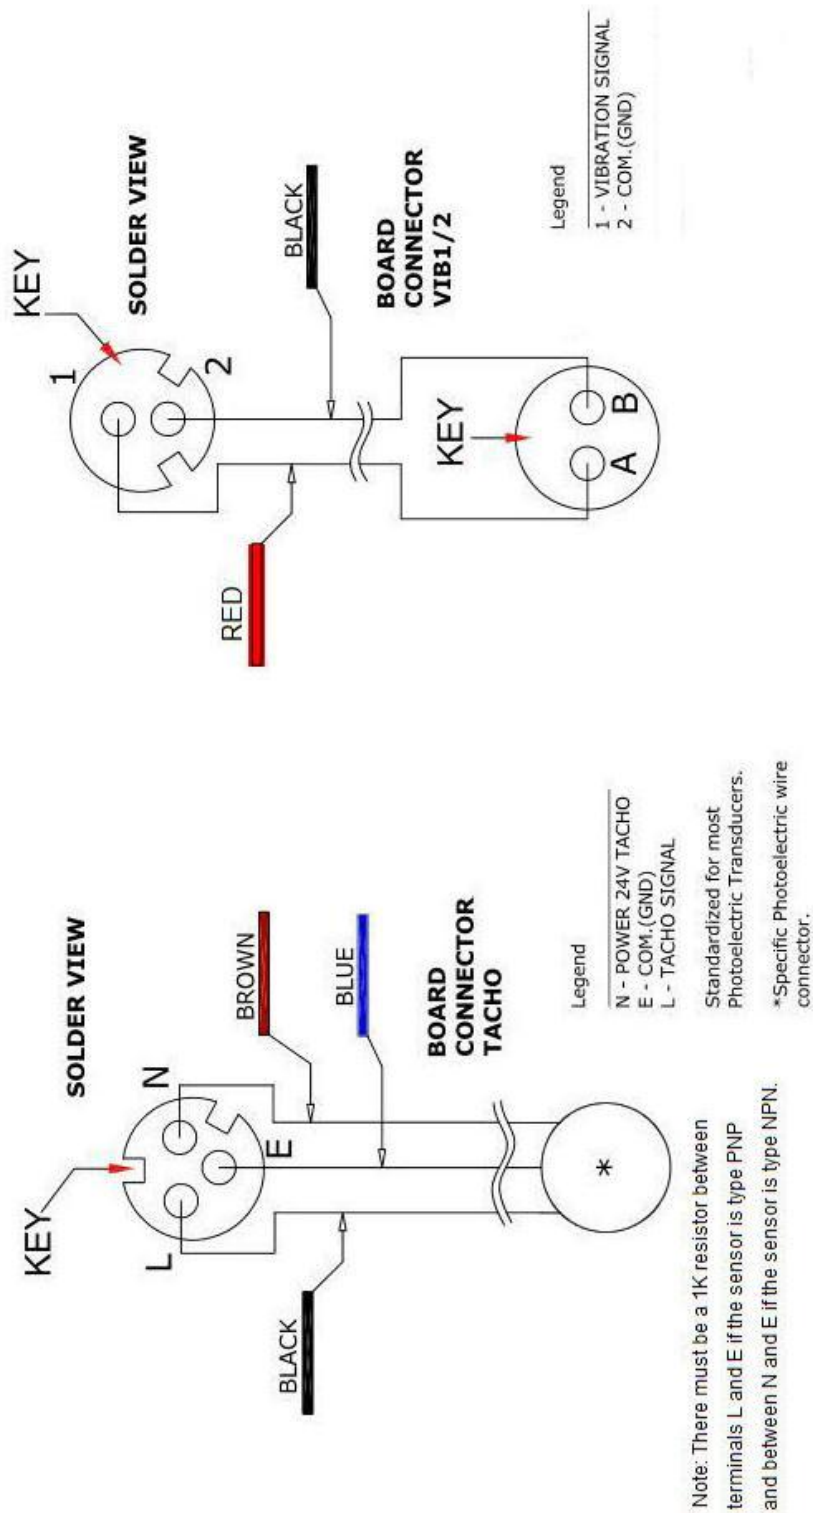 SOLDER VIEW
KEY
L
N
E
BROWN
BLUE
BLACK
BOARD
CONNECTOR
TACHO
*
Legend
N - POWER 24V TACHO
E - COM.(GND)
L - TACHO SIGNAL
Standardized for most
Photoelectric Transducers.
*Specific Photoelectric wire
connector.
Note: There must be a 1K resistor between
terminals L and E if the sensor is type PNP
and between N and E if the sensor is type NPN.
KEY
SOLDER VIEW
1
2
RED
BLACK
BOARD
CONNECTOR
VIB1/2
KEY
A
B
Legend
1 - VIBRATION SIGNAL
2 - COM.(GND)